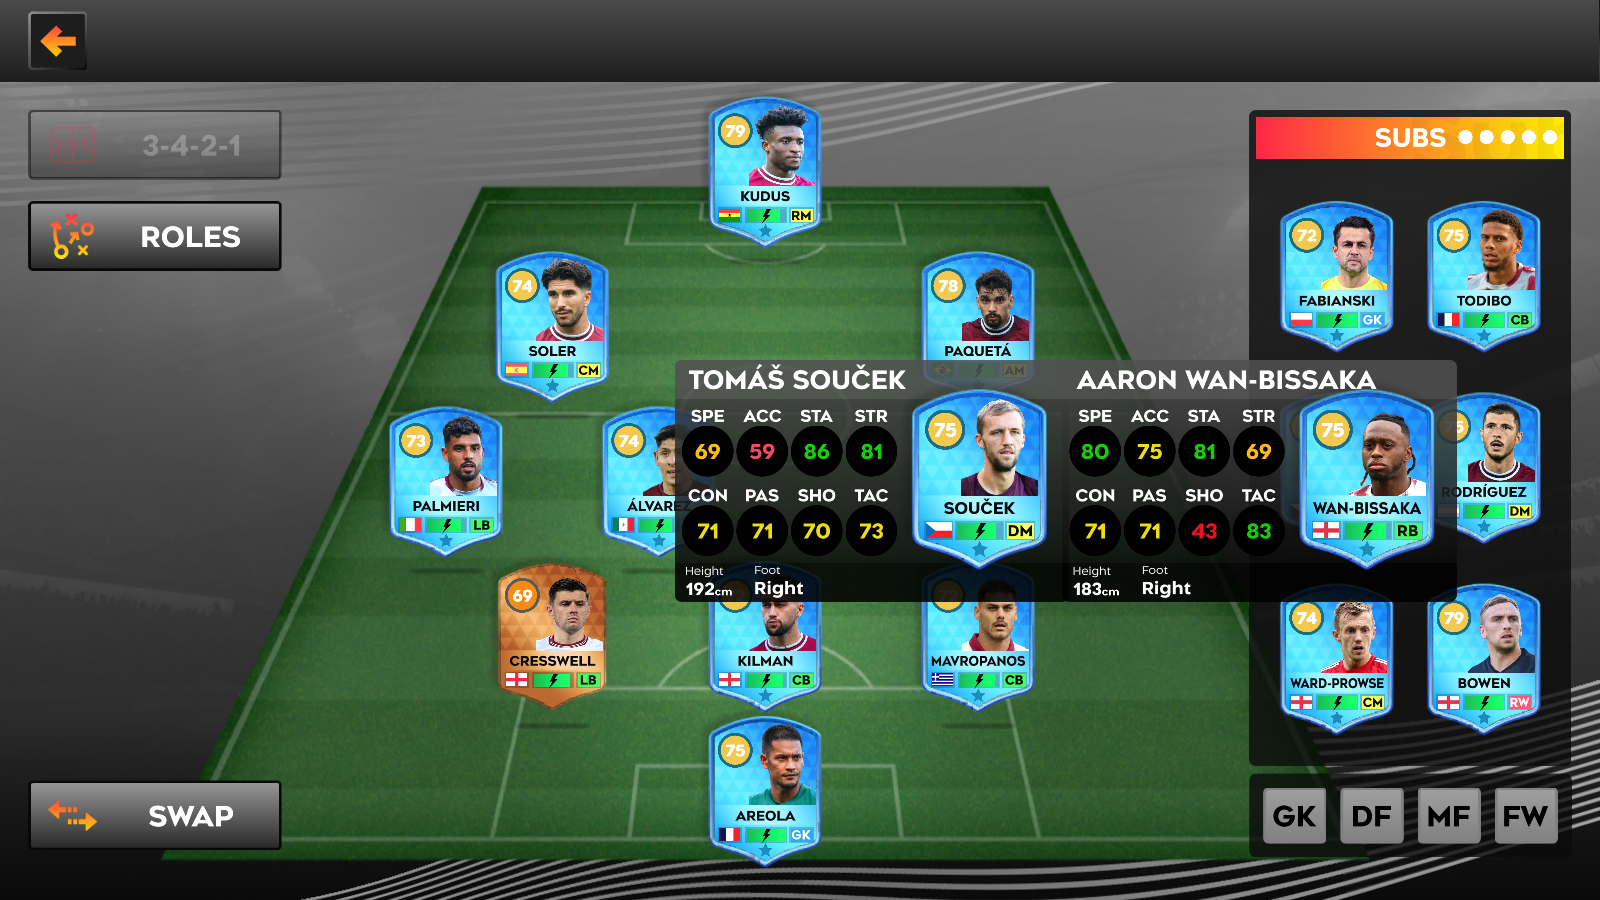 3-4-2-1
ROLES
SWAP
79
KUDUS
RM
74
SOLER
CM
78
PAQUETÁ
AM
73
PALMIERI
LB
74
ÁLVAREZ
69
CRESSWELL
LB
KILMAN
CB
72
MAVROPANOS
CB
75
AREOLA
GK
TOMÁŠ SOUČEK
SPE ACC STA STR
69 59 86 81
CON PAS SHO TAC
71 71 70 73
Height Foot
192cm Right
75
SOUČEK
DM
AARON WAN-BISSAKA
SPE ACC STA STR
80 75 81 69
CON PAS SHO TAC
71 71 43 83
Height Foot
183cm Right
75
WAN-BISSAKA
RB
SUBS
72
FABIANSKI
GK
75
TODIBO
CB
RODRÍGUEZ
DM
74
WARD-PROWSE
CM
79
BOWEN
RW
GK DF MF FW